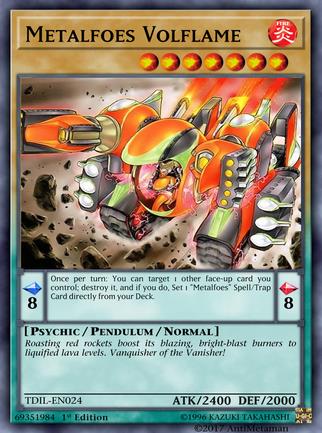 METALFOES VOLFLAME
FIRE
炎
Once per turn: You can target 1 other face-up card you
control; destroy it, and if you do, Set 1 "Metalfoes" Spell/Trap
Card directly from your Deck.
8
8
[PSYCHIC / PENDULUM / NORMAL]
Roasting red rockets boost its blazing, bright-blast burners to
liquified lava levels. Vanquisher of the Vanisher!
TDIL-EN024
ATK/2400 DEF/2000
69351984
1st Edition
©1996 KAZUKI TAKAHASHI
©2017 AntiMetaman